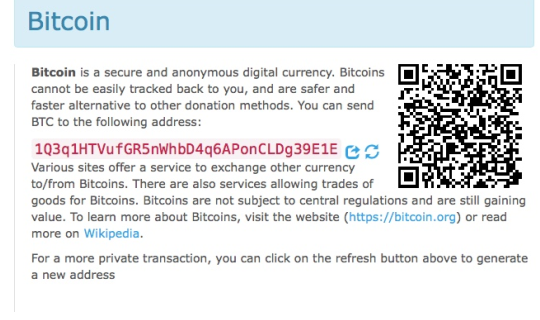 Bitcoin
Bitcoin is a secure and anonymous digital currency. Bitcoins
cannot be easily tracked back to you, and are safer and
faster alternative to other donation methods. You can send
BTC to the following address:
1Q3q1HTVufGR5nWhbD4q6APonCLDg39E1E
Various sites offer a service to exchange other currency
to/from Bitcoins. There are also services allowing trades of
goods for Bitcoins. Bitcoins are not subject to central regulations and are still gaining
value. To learn more about Bitcoins, visit the website (https://bitcoin.org) or read
more on Wikipedia.
For a more private transaction, you can click on the refresh button above to generate
a new address